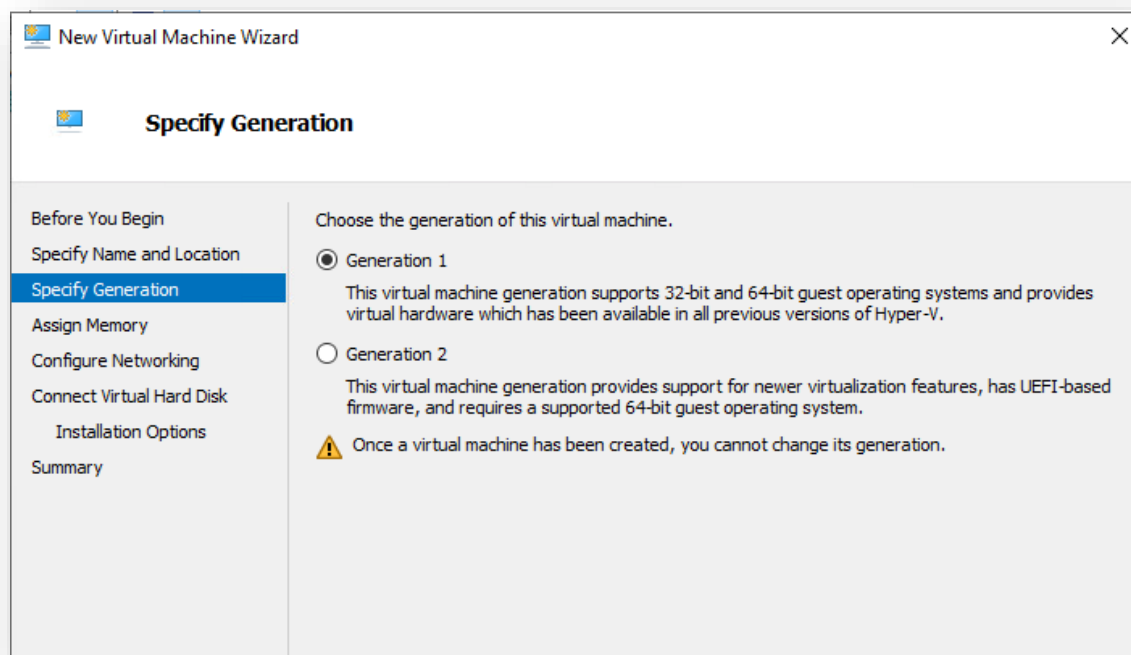 New Virtual Machine Wizard
Specify Generation
Before You Begin
Specify Name and Location
Specify Generation
Assign Memory
Configure Networking
Connect Virtual Hard Disk
Installation Options
Summary
Choose the generation of this virtual machine.
Generation 1
This virtual machine generation supports 32-bit and 64-bit guest operating systems and provides
virtual hardware which has been available in all previous versions of Hyper-V.
Generation 2
This virtual machine generation provides support for newer virtualization features, has UEFI-based
firmware, and requires a supported 64-bit guest operating system.
Once a virtual machine has been created, you cannot change its generation.